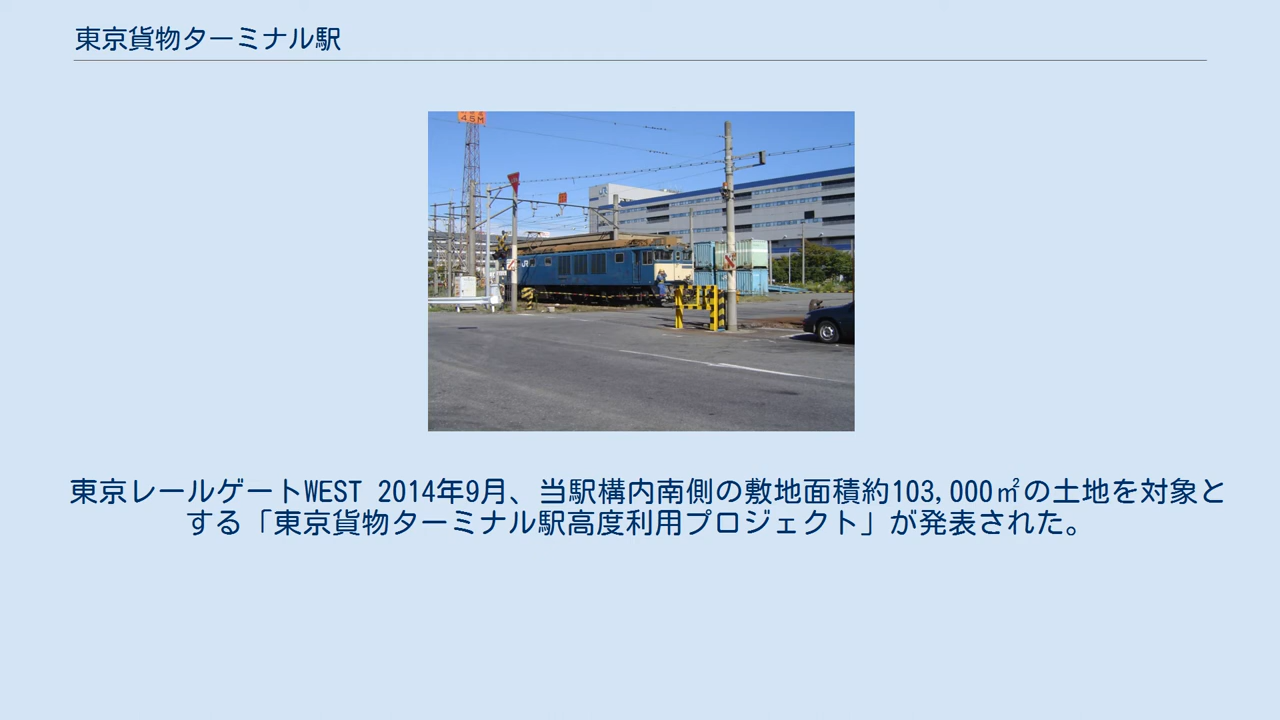 東京貨物ターミナル駅
4.5M
JR
東京レールゲートWEST 2014年9月、当駅構内南側の敷地面積約103,000㎡の土地を対象と
する「東京貨物ターミナル駅高度利用プロジェクト」が発表された。